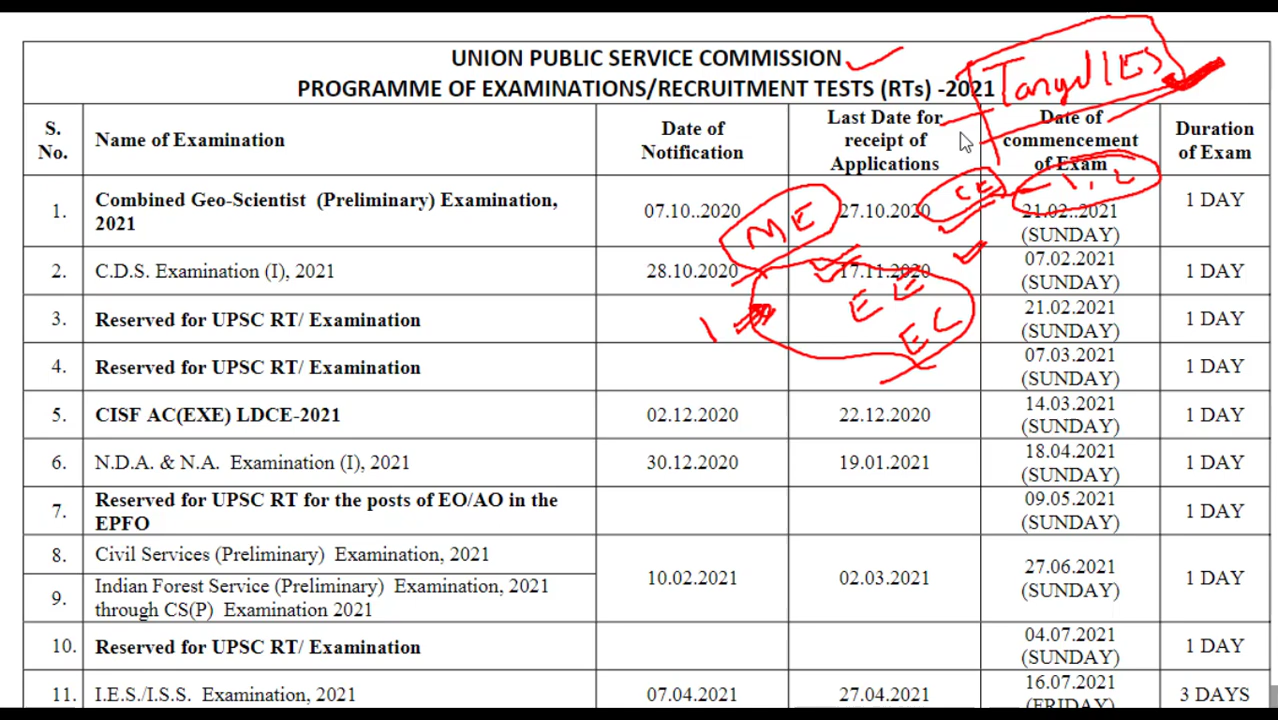 UNION PUBLIC SERVICE COMMISSION
PROGRAMME OF EXAMINATIONS/RECRUITMENT TESTS (RTs) -2021
S. No. Name of Examination Date of Notification Last Date for receipt of Applications Date of commencement of Exam Duration of Exam
1. Combined Geo-Scientist (Preliminary) Examination, 2021 07.10..2020 27.10.2020 21.02..2021 (SUNDAY) 1 DAY
2. C.D.S. Examination (I), 2021 28.10.2020 17.11.2020 07.02.2021 (SUNDAY) 1 DAY
3. Reserved for UPSC RT/ Examination 21.02.2021 (SUNDAY) 1 DAY
4. Reserved for UPSC RT/ Examination 07.03.2021 (SUNDAY) 1 DAY
5. CISF AC(EXE) LDCE-2021 02.12.2020 22.12.2020 14.03.2021 (SUNDAY) 1 DAY
6. N.D.A. & N.A. Examination (I), 2021 30.12.2020 19.01.2021 18.04.2021 (SUNDAY) 1 DAY
7. Reserved for UPSC RT for the posts of EO/AO in the EPFO 09.05.2021 (SUNDAY) 1 DAY
8. Civil Services (Preliminary) Examination, 2021 10.02.2021 02.03.2021 27.06.2021 (SUNDAY) 1 DAY
9. Indian Forest Service (Preliminary) Examination, 2021 through CS(P) Examination 2021
10. Reserved for UPSC RT/ Examination 04.07.2021 (SUNDAY) 1 DAY
11. I.E.S./I.S.S. Examination, 2021 07.04.2021 27.04.2021 16.07.2021 (FRIDAY) 3 DAYS
IES
CE - 1, 2
ME
EE
EC